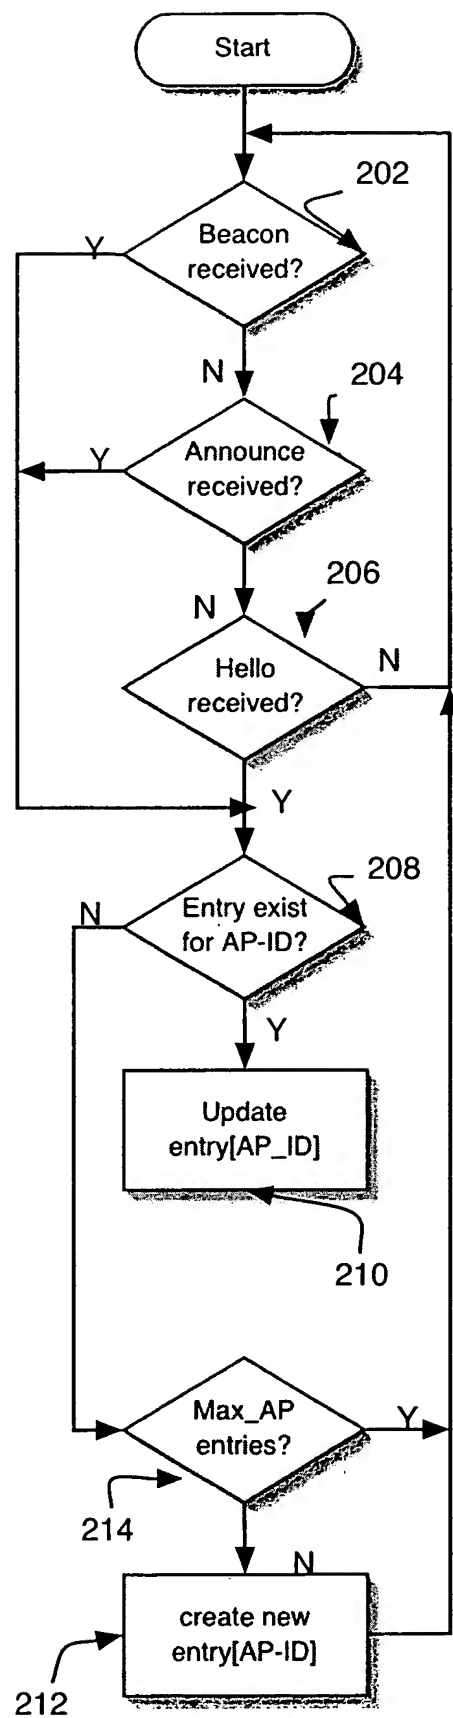 Start
202
Beacon
received?
Y
N
204
Announce
received?
Y
N
206
Hello
received?
N
Y
208
Entry exist
for AP-ID?
N
Y
Update
entry[AP_ID]
210
Max_AP
entries?
Y
214
N
create new
entry[AP-ID]
212